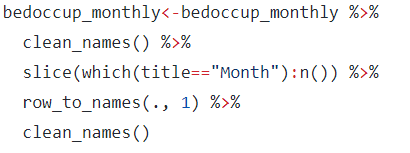 bedoccup_monthly<-bedoccup_monthly %>%
clean_names() %>%
slice(which(title=="Month"):n()) %>%
row_to_names(., 1) %>%
clean_names()